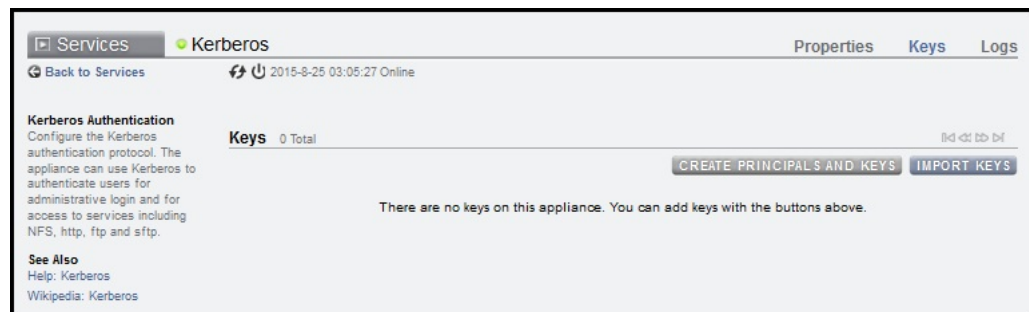 Services
Kerberos
Properties Keys Logs
Back to Services
2015-8-25 03:05:27 Online
Kerberos Authentication
Configure the Kerberos
authentication protocol. The
appliance can use Kerberos to
authenticate users for
administrative login and for
access to services including
NFS, http, ftp and sftp.
See Also
Help: Kerberos
Wikipedia: Kerberos
Keys 0 Total
CREATE PRINCIPALS AND KEYS IMPORT KEYS
There are no keys on this appliance. You can add keys with the buttons above.